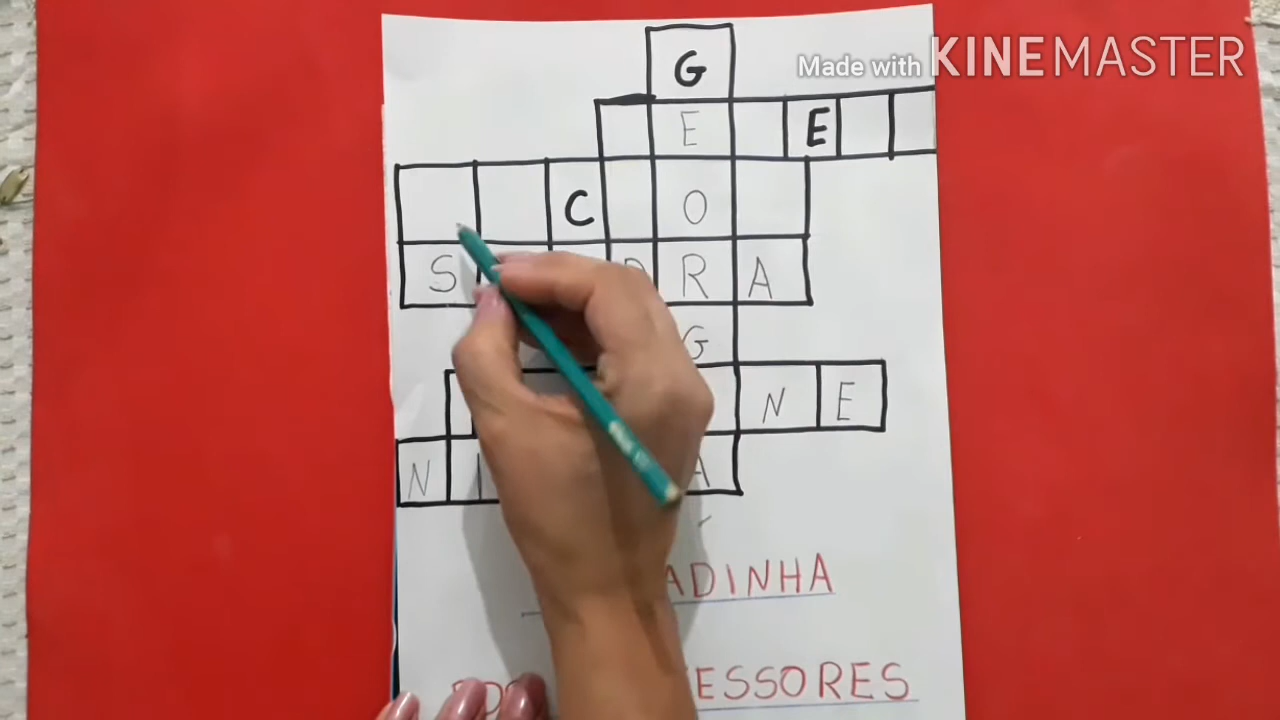 Made with KINEMASTER
G
E E
C O
S R A
G
N E
N I A
ADINHA
ESSORES